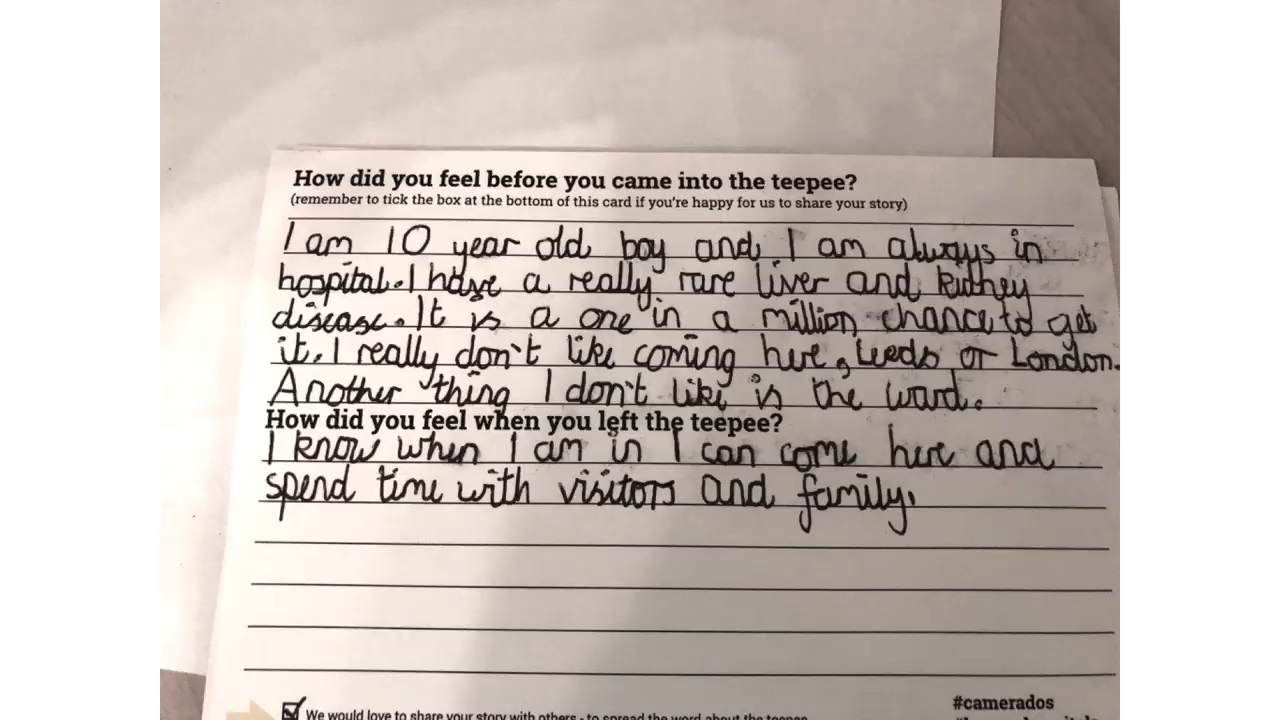 How did you feel before you came into the teepee?
(remember to tick the box at the bottom of this card if you're happy for us to share your story)
I am 10 year old boy and I am always in
hospital. I have a really rare liver and kidney
disease. It is a one in a million chance to get
it. I really don't like coming here, Leeds or London.
Another thing I don't like is the ward.
How did you feel when you left the teepee?
I know when I am in I can come here and
spend time with visitors and family.
#camerados
We would love to share your story with others - to spread the word about the teepee